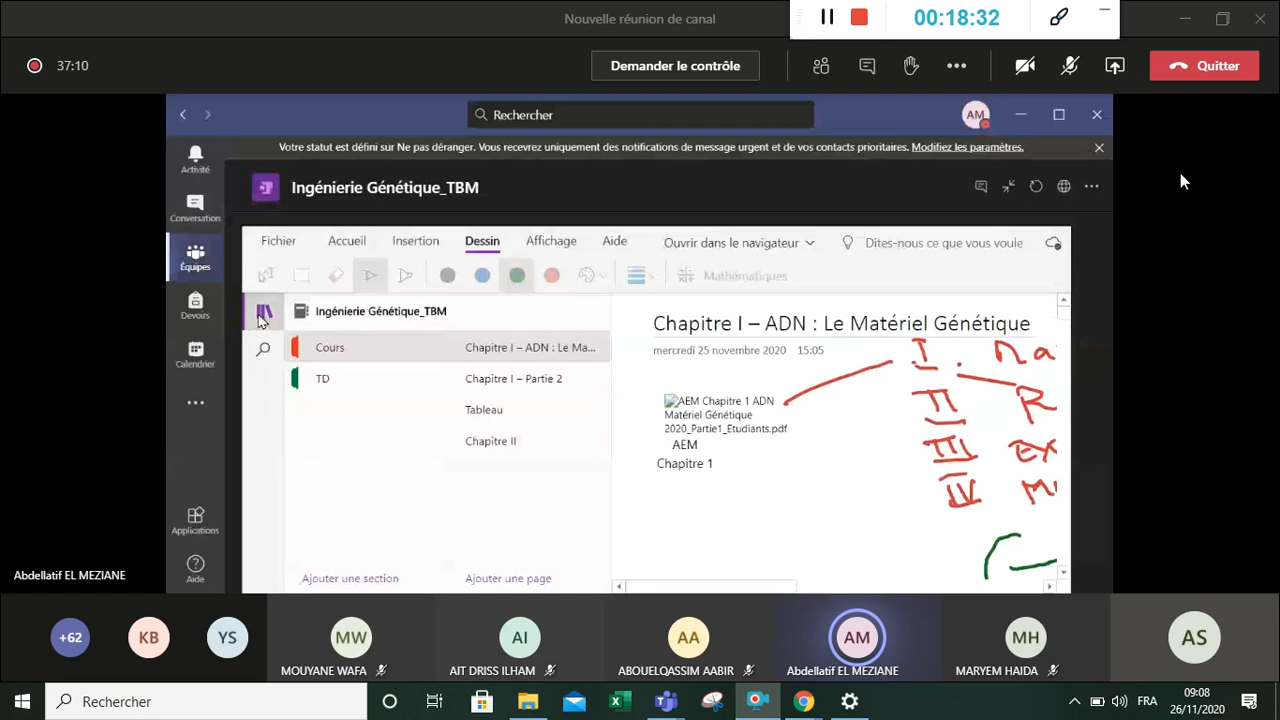 Nouvelle réunion de canal
00:18:32
37:10
Demander le contrôle
Quitter
Rechercher
AM
Votre statut est défini sur Ne pas déranger. Vous recevrez uniquement des notifications de message urgent et de vos contacts prioritaires. Modifiez les paramètres.
Activité
Conversation
Équipes
Devoirs
Calendrier
Applications
Aide
Ingénierie Génétique_TBM
Fichier Accueil Insertion Dessin Affichage Aide Ouvrir dans le navigateur Dites-nous ce que vous voule
Mathématiques
Ingénierie Génétique_TBM
Cours
TD
Chapitre I – ADN : Le Ma...
Chapitre I – Partie 2
Tableau
Chapitre II
Ajouter une section
Ajouter une page
Chapitre I – ADN : Le Matériel Génétique
mercredi 25 novembre 2020 15:05
AEM Chapitre 1 ADN
Matériel Génétique
2020_Partie1_Etudiants.pdf
AEM
Chapitre 1
I. Na
II R
III Ex
IV M
Abdellatif EL MEZIANE
+62
KB
YS
MW
MOUYANE WAFA
AI
AIT DRISS ILHAM
AA
ABOUELQASSIM AABIR
AM
Abdellatif EL MEZIANE
MH
MARYEM HAIDA
AS
Rechercher
FRA
09:08
26/11/2020